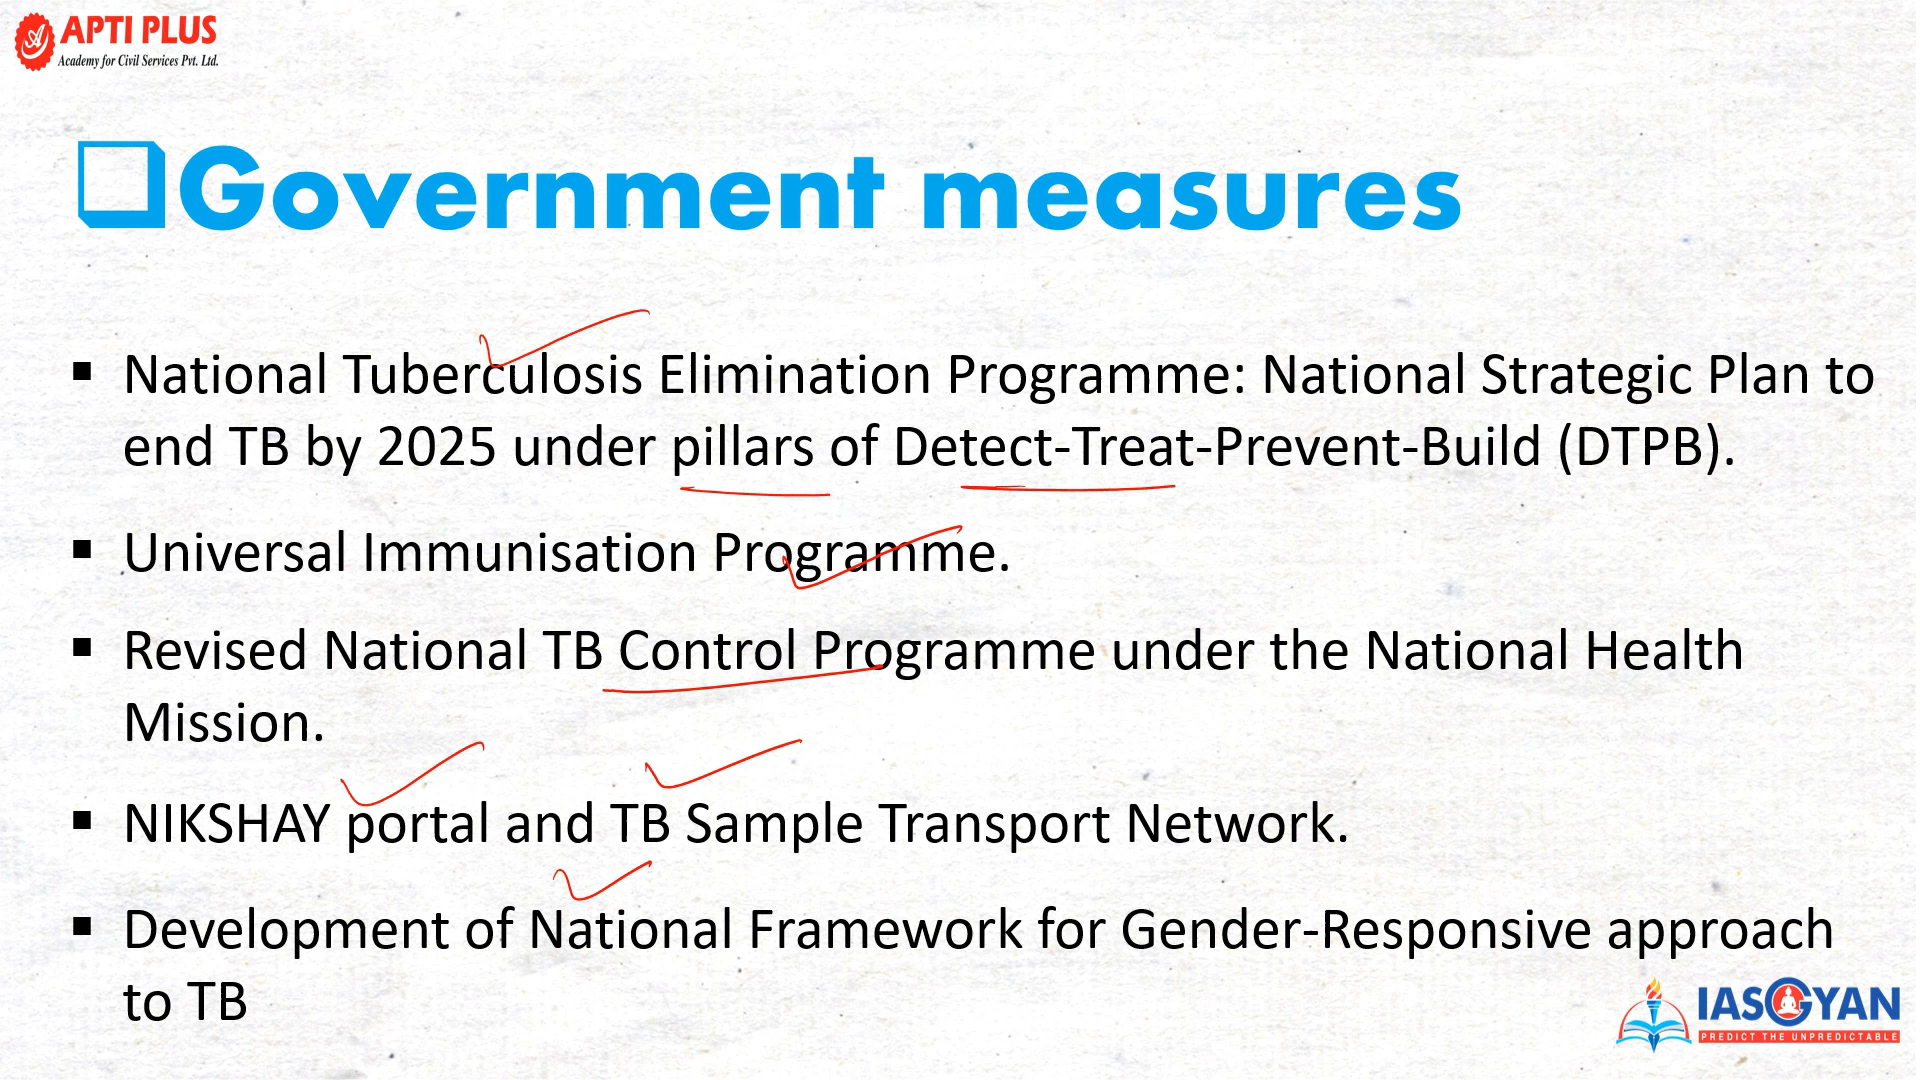 APTI PLUS
Academy for Civil Services Pvt. Ltd.
Government measures
National Tuberculosis Elimination Programme: National Strategic Plan to
end TB by 2025 under pillars of Detect-Treat-Prevent-Build (DTPB).
Universal Immunisation Programme.
Revised National TB Control Programme under the National Health
Mission.
NIKSHAY portal and TB Sample Transport Network.
Development of National Framework for Gender-Responsive approach
to TB
IASGYAN
PREDICT THE UNPREDICTABLE